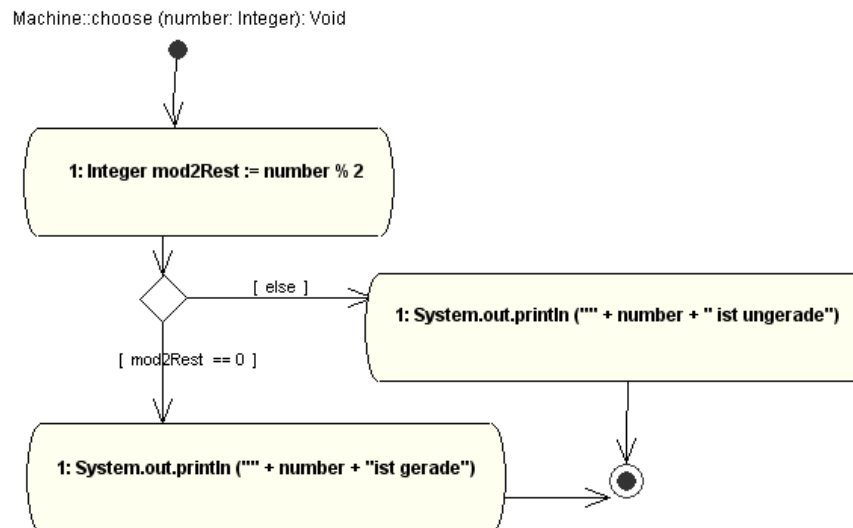 Machine::choose (number: Integer): Void
1: Integer mod2Rest := number % 2
[ else ]
1: System.out.println ("" + number + " ist ungerade")
[ mod2Rest == 0 ]
1: System.out.println ("" + number + "ist gerade")